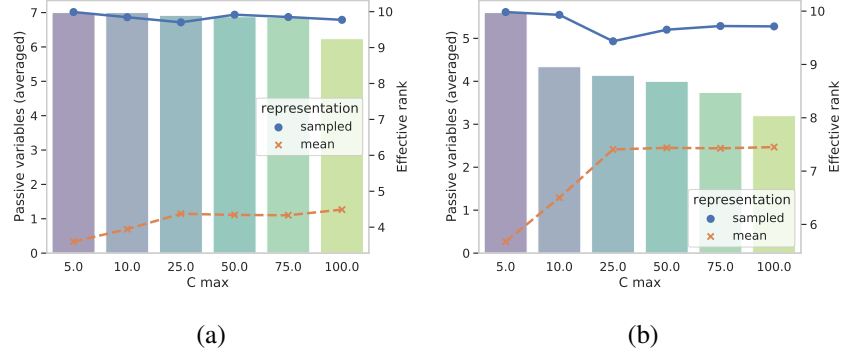 7
6
5
4
3
2
1
0
Passive variables (averaged)
10
9
8
7
6
5
4
Effective rank
representation
sampled
mean
5.0 10.0 25.0 50.0 75.0 100.0
C max
(a)
5
4
3
2
1
0
Passive variables (averaged)
10
9
8
7
6
Effective rank
representation
sampled
mean
5.0 10.0 25.0 50.0 75.0 100.0
C max
(b)